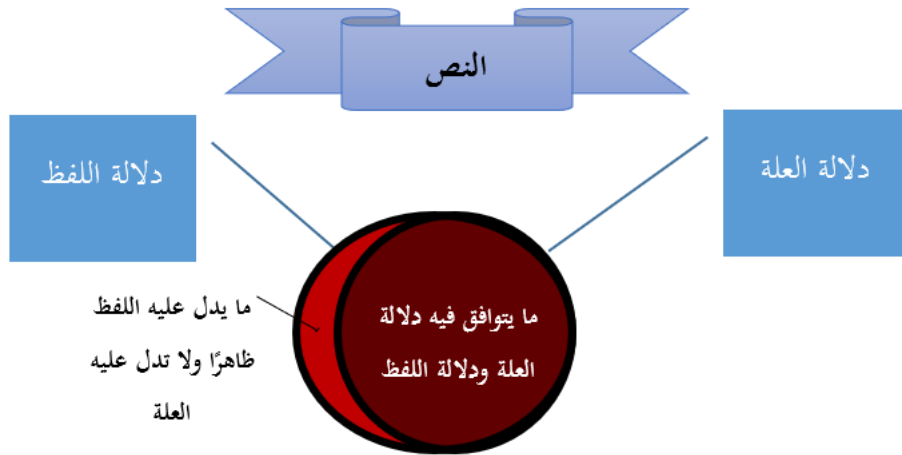 النص
دلالة العلة
دلالة اللفظ
ما يتوافق فيه دلالة
العلة ودلالة اللفظ
ما يدل عليه اللفظ
ظاهرًا ولا تدل عليه
العلة